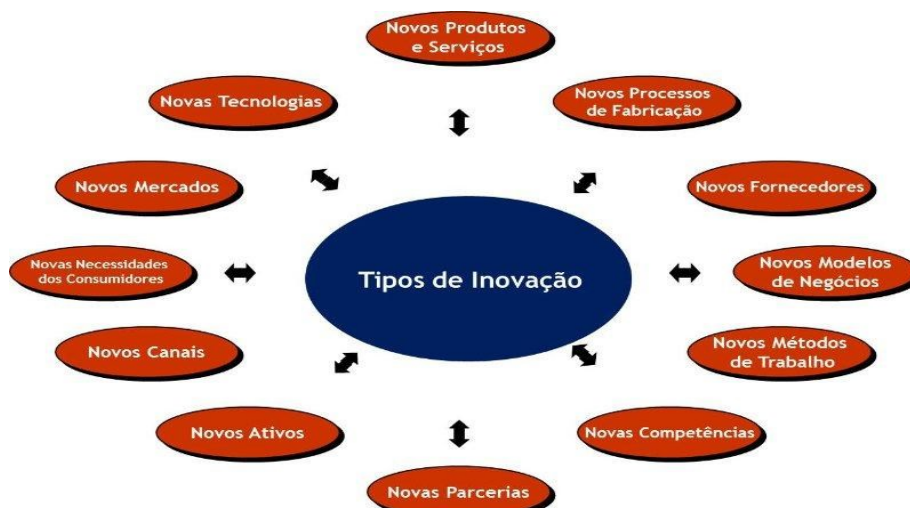 Novos Produtos
e Serviços
Novas Tecnologias
Novos Processos
de Fabricação
Novos Mercados
Novos Fornecedores
Novas Necessidades
dos Consumidores
Tipos de Inovação
Novos Modelos
de Negócios
Novos Canais
Novos Métodos
de Trabalho
Novos Ativos
Novas Competências
Novas Parcerias